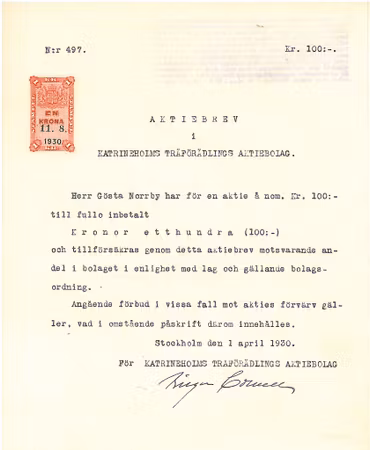 N:r 497. Kr. 100:-.
EN
KRONA
11. 8.
1930
AKTIEBREV
i
KATRINEHOLMS TRÄFÖRÄDLINGS AKTIEBOLAG.
Herr Gösta Norrby har för en aktie å nom. Kr. 100:-
till fullo inbetalt
Kronor etthundra (100:-)
och tillförsäkras genom detta aktiebrev motsvarande an-
del i bolaget i enlighet med lag och gällande bolags-
ordning.
Angående förbud i vissa fall mot akties förvärv gäl-
ler, vad i omstående påskrift därom innehålles.
Stockholm den 1 april 1930.
För KATRINEHOLMS TRÄFÖRÄDLINGS AKTIEBOLAG